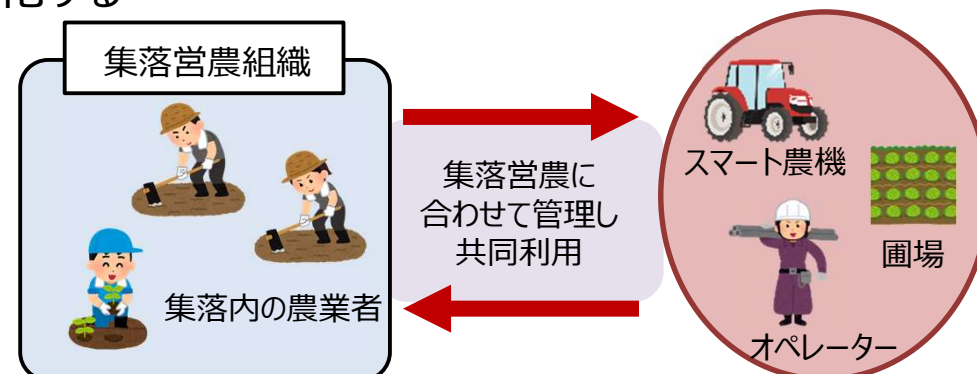 する
集落営農組織
集落内の農業者
集落営農に
合わせて管理し
共同利用
スマート農機
圃場
オペレーター